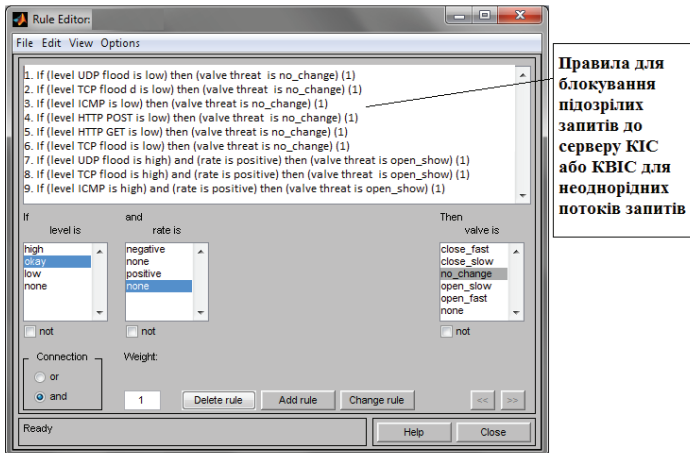 Rule Editor:
File Edit View Options
1. If (level UDP flood is low) then (valve threat is no_change) (1)
2. If (level TCP flood d is low) then (valve threat is no_change) (1)
3. If (level ICMP is low) then (valve threat is no_change) (1)
4. If (level HTTP POST is low) then (valve threat is no_change) (1)
5. If (level HTTP GET is low) then (valve threat is no_change) (1)
6. If (level TCP flood is low) then (valve threat is no_change) (1)
7. If (level UDP flood is high) and (rate is positive) then (valve threat is open_show) (1)
8. If (level TCP flood is high) and (rate is positive) then (valve threat is open_show) (1)
9. If (level ICMP is high) and (rate is positive) then (valve threat is open_show) (1)
Правила для
блокування
підозрілих
запитів до
серверу КІС
або КВІС для
неоднорідних
потоків запитів
If
level is
high
okay
low
none
not
and
rate is
negative
none
positive
none
not
Then
valve is
close_fast
close_slow
no_change
open_slow
open_fast
none
not
Connection
or
and
Weight:
1
Delete rule
Add rule
Change rule
<<
>>
Ready
Help
Close